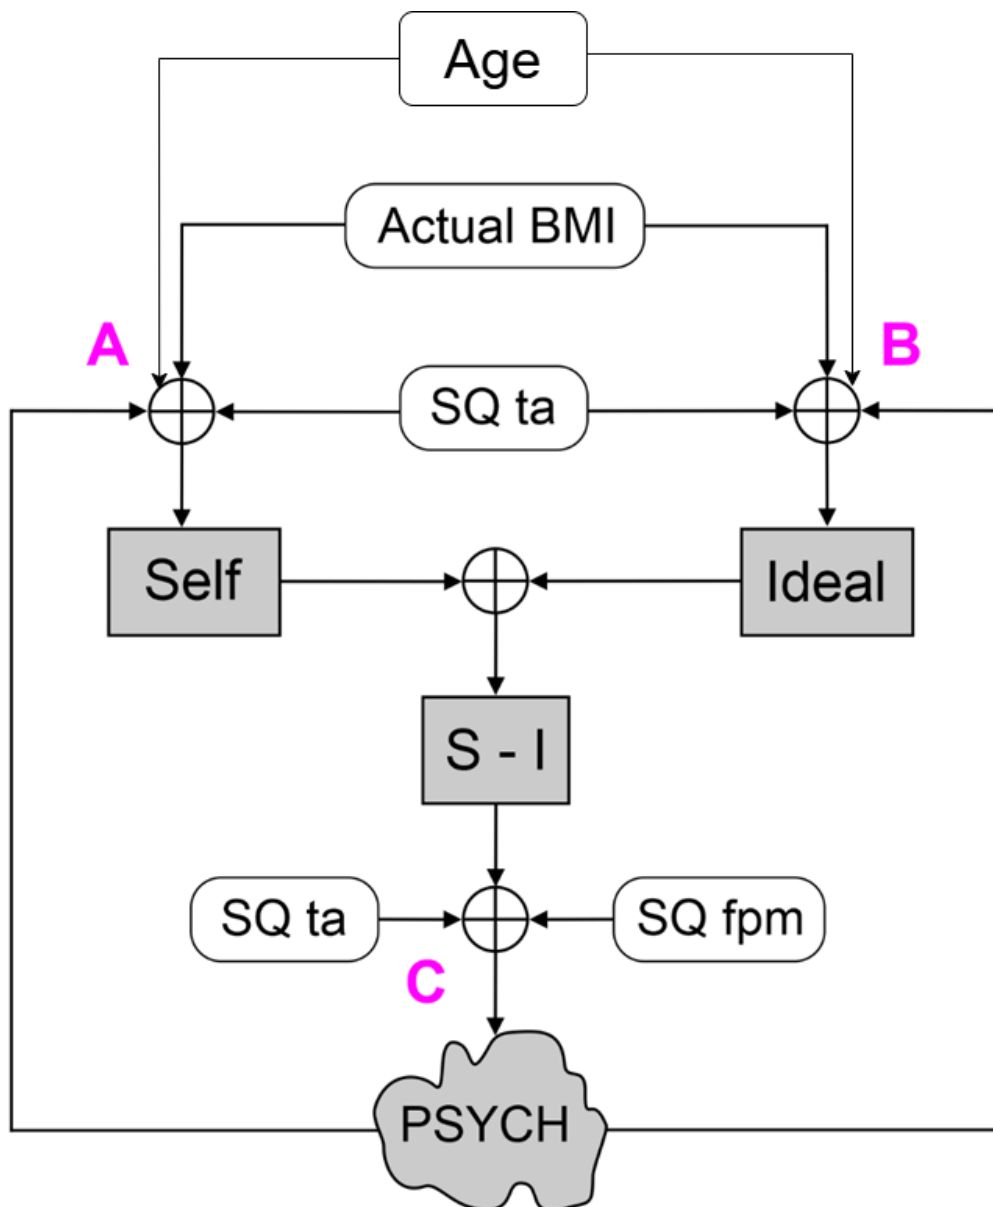 Age
Actual BMI
A
B
SQ ta
Self
Ideal
S - I
SQ ta
SQ fpm
C
PSYCH